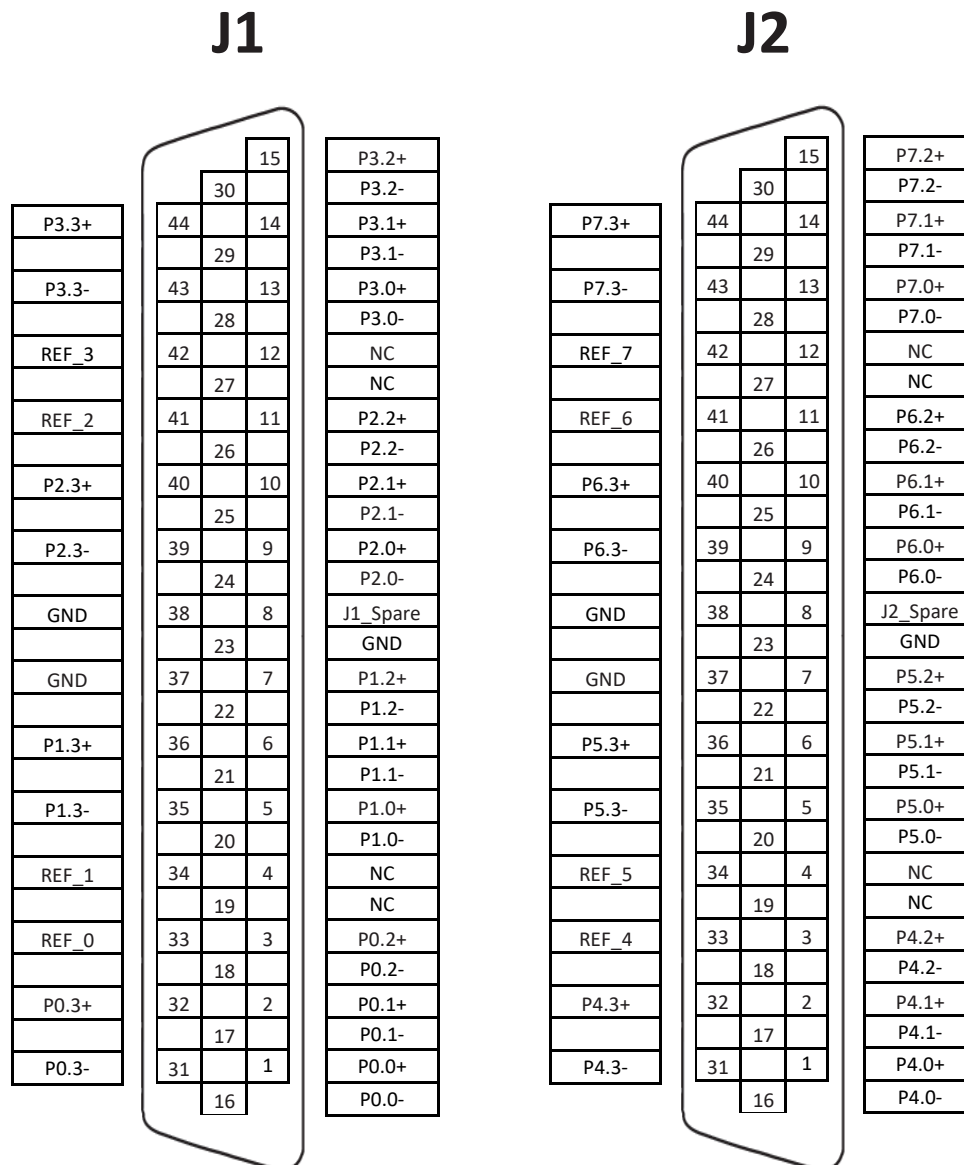 J1 J2
15 P3.2+ 15 P7.2+
30 P3.2- 30 P7.2-
P3.3+ 44 14 P3.1+ P7.3+ 44 14 P7.1+
29 P3.1- 29 P7.1-
P3.3- 43 13 P3.0+ P7.3- 43 13 P7.0+
28 P3.0- 28 P7.0-
REF_3 42 12 NC REF_7 42 12 NC
27 NC 27 NC
REF_2 41 11 P2.2+ REF_6 41 11 P6.2+
26 P2.2- 26 P6.2-
P2.3+ 40 10 P2.1+ P6.3+ 40 10 P6.1+
25 P2.1- 25 P6.1-
P2.3- 39 9 P2.0+ P6.3- 39 9 P6.0+
24 P2.0- 24 P6.0-
GND 38 8 J1_Spare GND 38 8 J2_Spare
23 GND 23 GND
GND 37 7 P1.2+ GND 37 7 P5.2+
22 P1.2- 22 P5.2-
P1.3+ 36 6 P1.1+ P5.3+ 36 6 P5.1+
21 P1.1- 21 P5.1-
P1.3- 35 5 P1.0+ P5.3- 35 5 P5.0+
20 P1.0- 20 P5.0-
REF_1 34 4 NC REF_5 34 4 NC
19 NC 19 NC
REF_0 33 3 P0.2+ REF_4 33 3 P4.2+
18 P0.2- 18 P4.2-
P0.3+ 32 2 P0.1+ P4.3+ 32 2 P4.1+
17 P0.1- 17 P4.1-
P0.3- 31 1 P0.0+ P4.3- 31 1 P4.0+
16 P0.0- 16 P4.0-